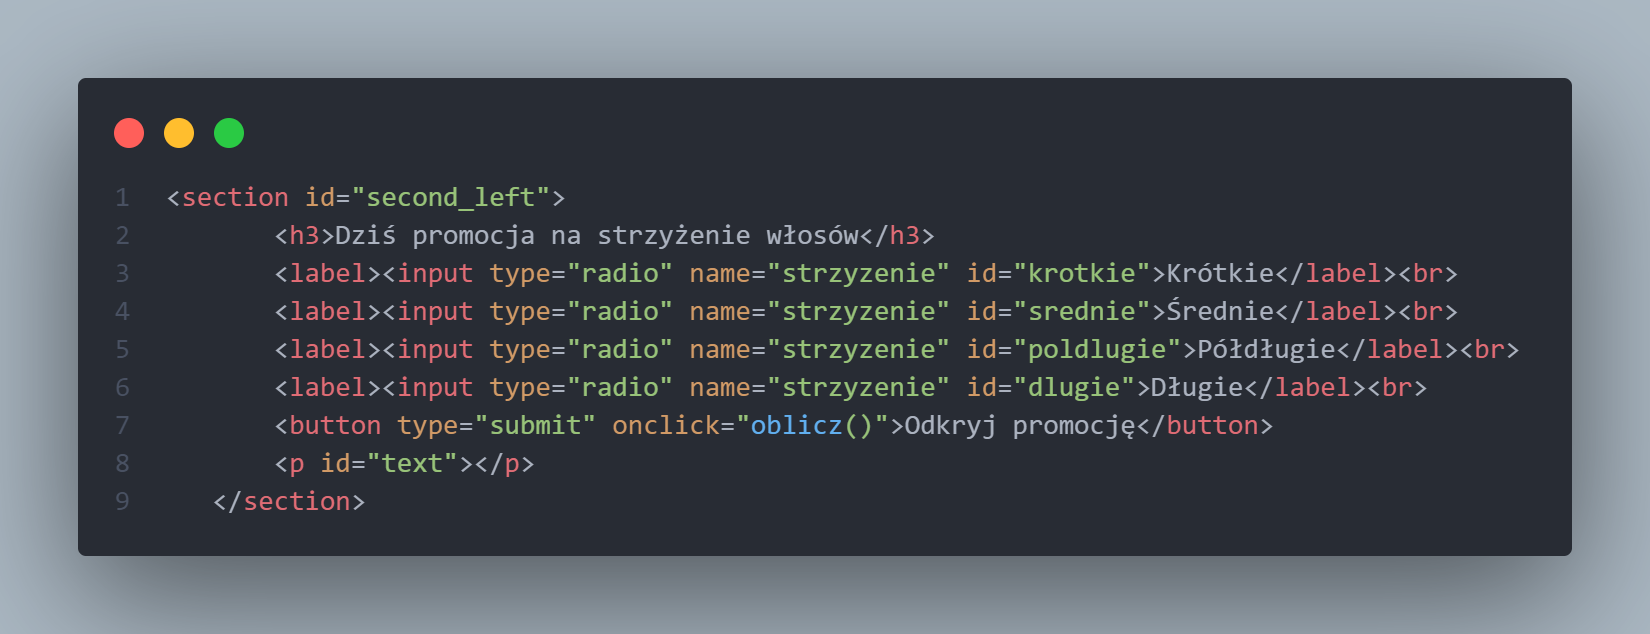 1 <section id="second_left">
2 <h3>Dziś promocja na strzyżenie włosów</h3>
3 <label><input type="radio" name="strzyzenie" id="krotkie">Krótkie</label><br>
4 <label><input type="radio" name="strzyzenie" id="srednie">Średnie</label><br>
5 <label><input type="radio" name="strzyzenie" id="poldlugie">Półdługie</label><br>
6 <label><input type="radio" name="strzyzenie" id="dlugie">Długie</label><br>
7 <button type="submit" onclick="oblicz()">Odkryj promocję</button>
8 <p id="text"></p>
9 </section>